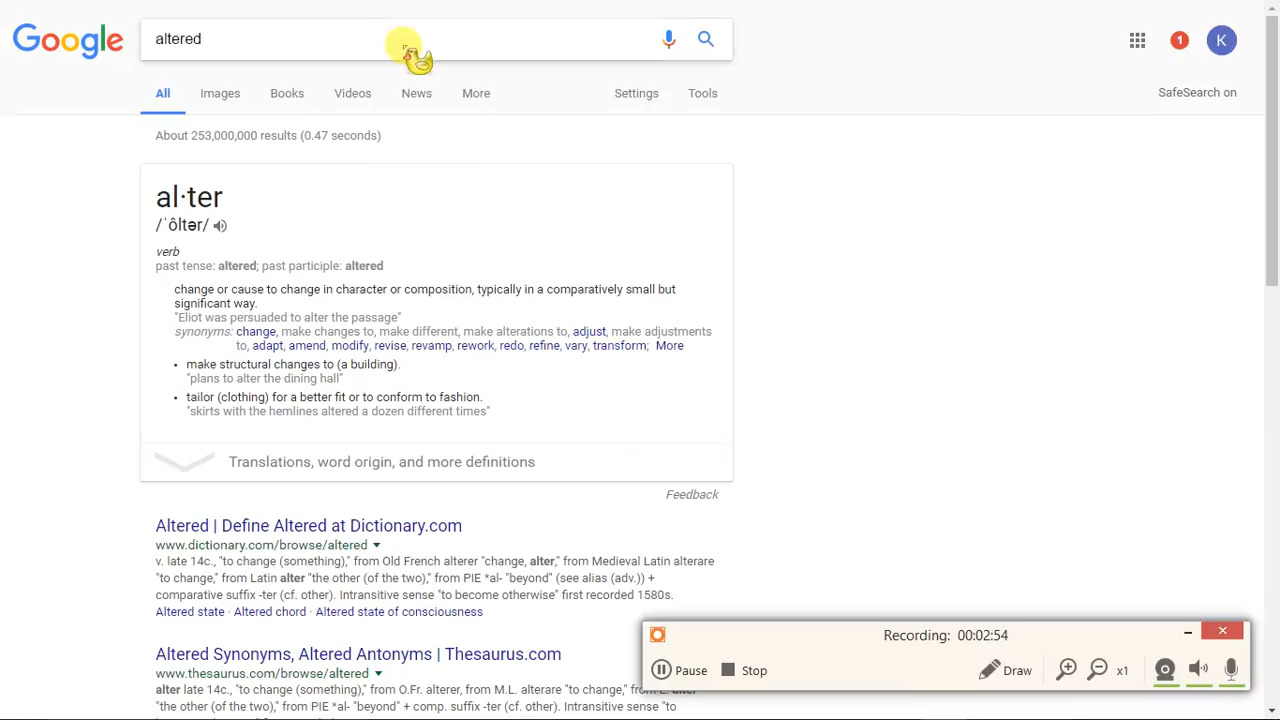 Google
altered
1
K
All Images Books Videos News More Settings Tools
SafeSearch on
About 253,000,000 results (0.47 seconds)
al·ter
/ˈôltər/
verb
past tense: altered; past participle: altered
change or cause to change in character or composition, typically in a comparatively small but
significant way.
"Eliot was persuaded to alter the passage"
synonyms: change, make changes to, make different, make alterations to, adjust, make adjustments
to, adapt, amend, modify, revise, revamp, rework, redo, refine, vary, transform; More
• make structural changes to (a building).
"plans to alter the dining hall"
• tailor (clothing) for a better fit or to conform to fashion.
"skirts with the hemlines altered a dozen different times"
Translations, word origin, and more definitions
Feedback
Altered | Define Altered at Dictionary.com
www.dictionary.com/browse/altered
v. late 14c., "to change (something)," from Old French alterer "change, alter," from Medieval Latin alterare
"to change," from Latin alter "the other (of the two)," from PIE *al- "beyond" (see alias (adv.)) +
comparative suffix -ter (cf. other). Intransitive sense "to become otherwise" first recorded 1580s.
Altered state · Altered chord · Altered state of consciousness
Altered Synonyms, Altered Antonyms | Thesaurus.com
www.thesaurus.com/browse/altered
alter late 14c., "to change (something)," from O.Fr. alterer, from M.L. alterare "to change," from L. alter
"the other (of the two)," from PIE *al- "beyond" + comp. suffix -ter (cf. other). Intransitive sense "to
Recording: 00:02:54
Pause Stop Draw x1